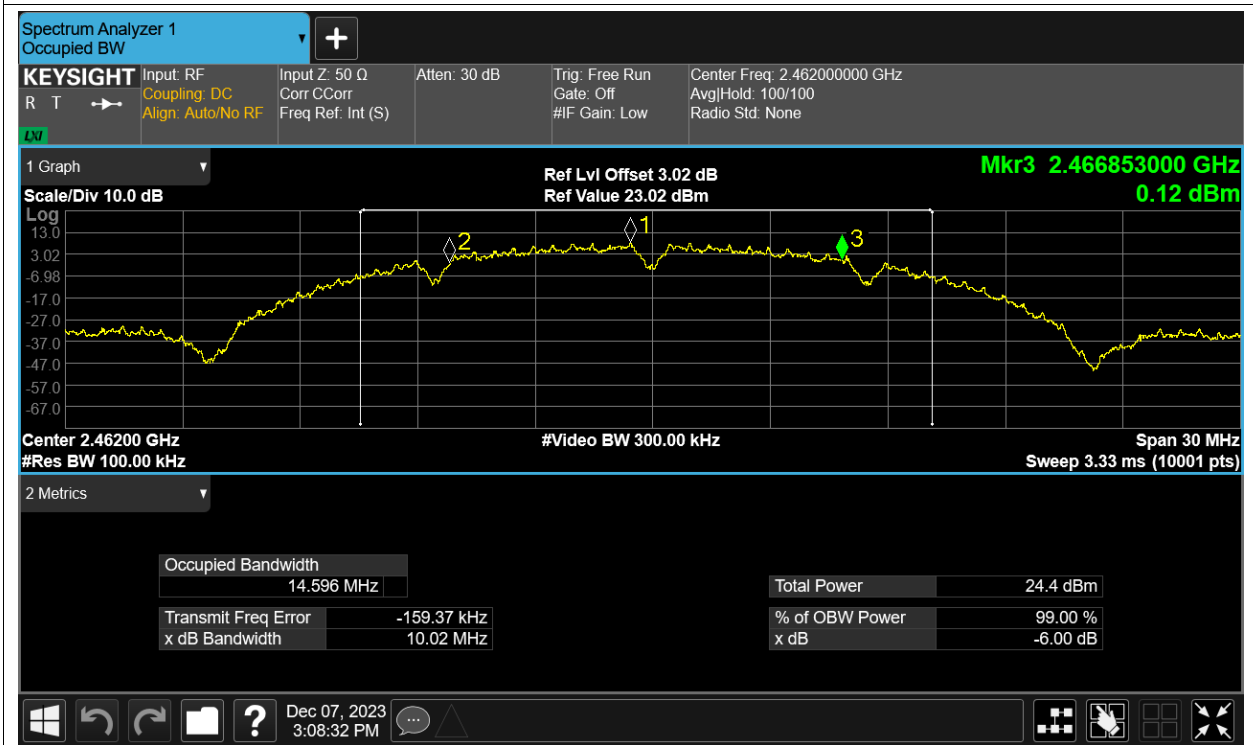 Spectrum Analyzer 1
Occupied BW
KEYSIGHT
R T
LXI
Input: RF
Coupling: DC
Align: Auto/No RF
Input Z: 50 Ω
Corr CCorr
Freq Ref: Int (S)
Atten: 30 dB
Trig: Free Run
Gate: Off
#IF Gain: Low
Center Freq: 2.462000000 GHz
Avg|Hold: 100/100
Radio Std: None
1 Graph
Scale/Div 10.0 dB
Ref Lvl Offset 3.02 dB
Ref Value 23.02 dBm
Mkr3 2.466853000 GHz
0.12 dBm
Log
13.0
3.02
-6.98
-17.0
-27.0
-37.0
-47.0
-57.0
-67.0
2
1
3
Center 2.46200 GHz
#Res BW 100.00 kHz
#Video BW 300.00 kHz
Span 30 MHz
Sweep 3.33 ms (10001 pts)
2 Metrics
Occupied Bandwidth
14.596 MHz
Transmit Freq Error -159.37 kHz
x dB Bandwidth 10.02 MHz
Total Power 24.4 dBm
% of OBW Power 99.00 %
x dB -6.00 dB
?
Dec 07, 2023
3:08:32 PM